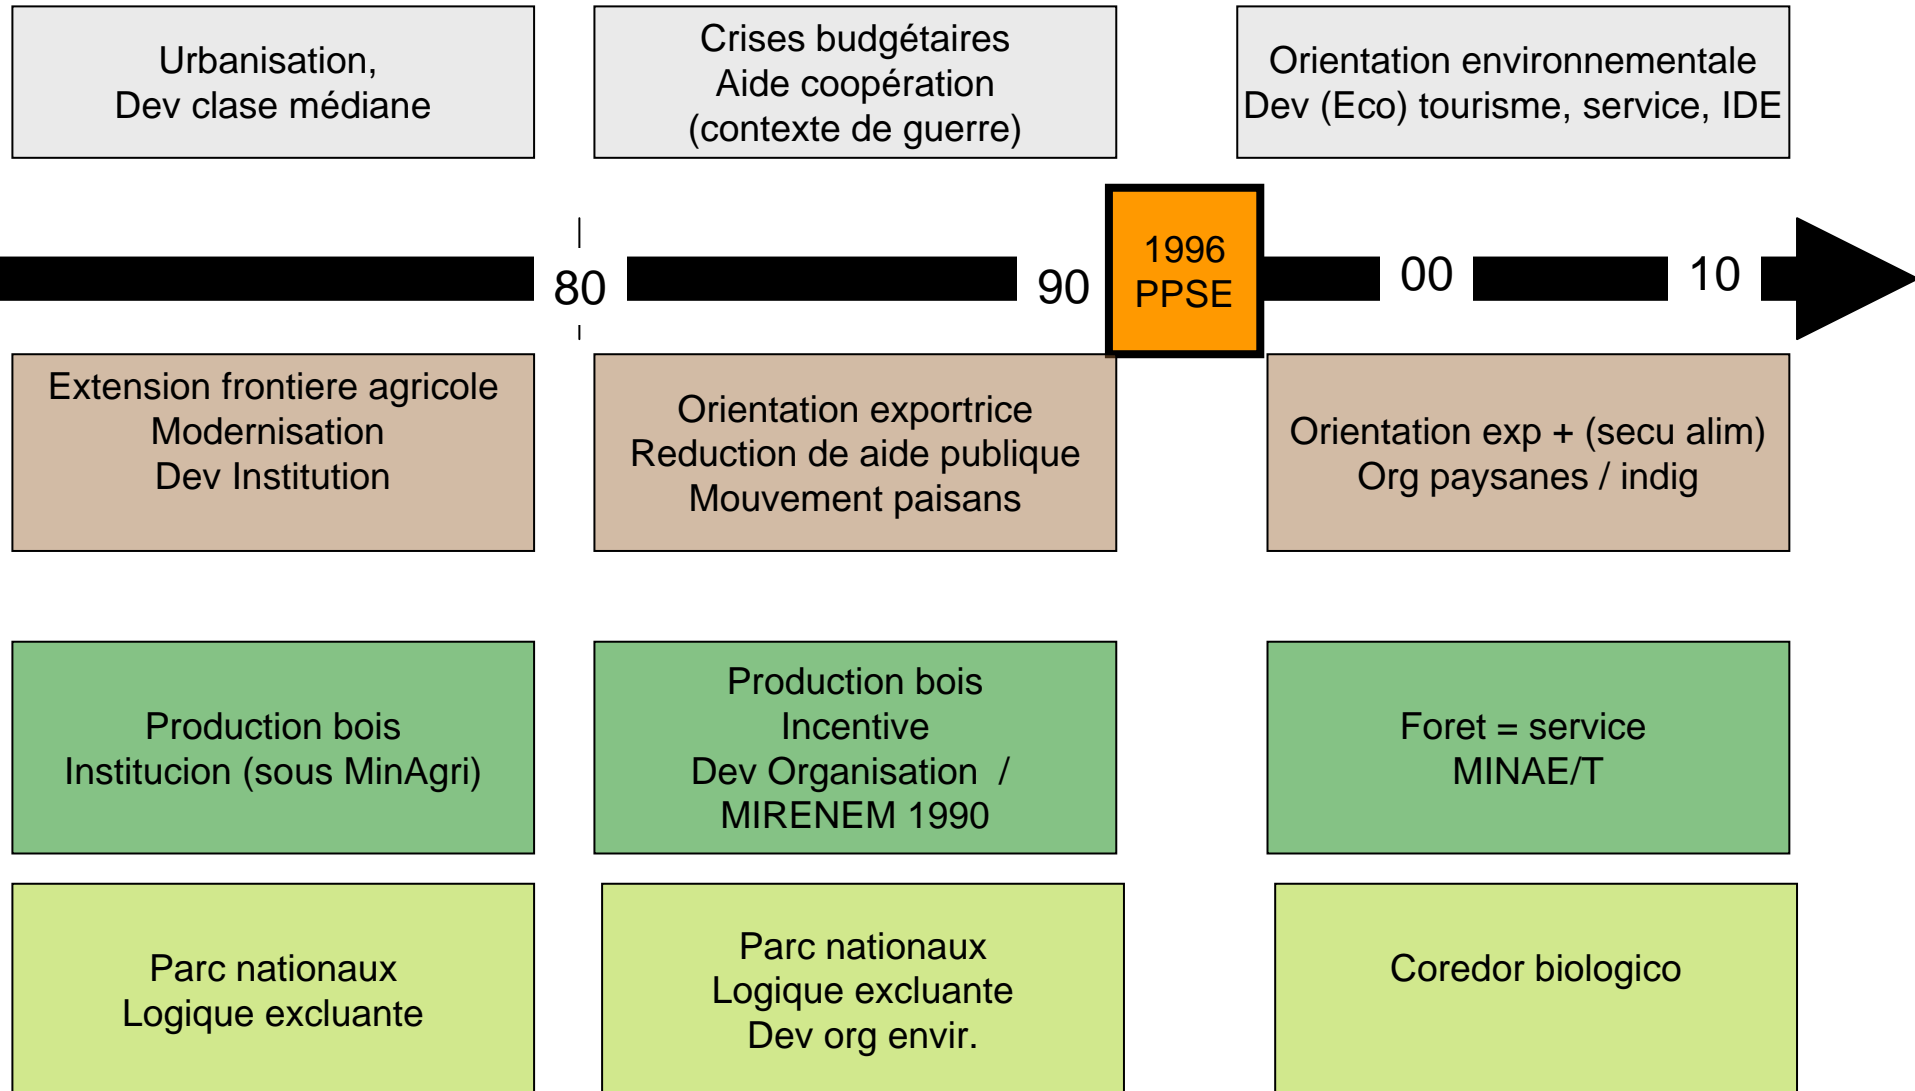 Urbanisation,
Dev clase médiane
Crises budgétaires
Aide coopération
(contexte de guerre)
Orientation environnementale
Dev (Eco) tourisme, service, IDE
80
90
1996
PPSE
00
10
Extension frontiere agricole
Modernisation
Dev Institution
Orientation exportrice
Reduction de aide publique
Mouvement paisans
Orientation exp + (secu alim)
Org paysanes / indig
Production bois
Institucion (sous MinAgri)
Production bois
Incentive
Dev Organisation /
MIRENEM 1990
Foret = service
MINAE/T
Parc nationaux
Logique excluante
Parc nationaux
Logique excluante
Dev org envir.
Coredor biologico